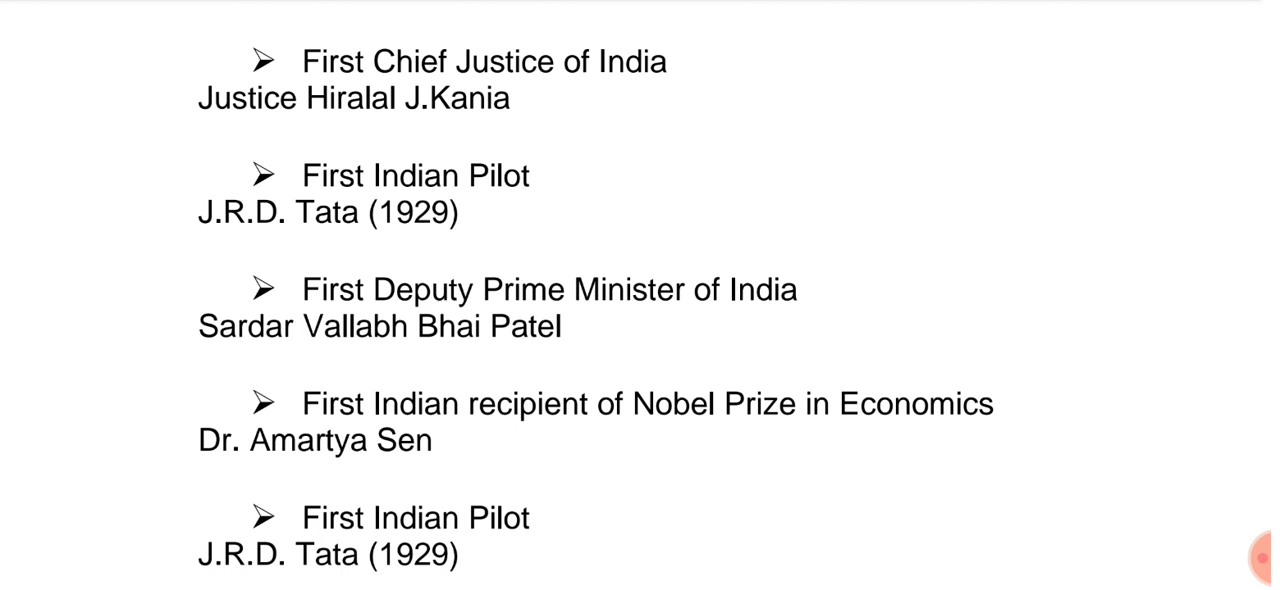 ➢ First Chief Justice of India
Justice Hiralal J.Kania
➢ First Indian Pilot
J.R.D. Tata (1929)
➢ First Deputy Prime Minister of India
Sardar Vallabh Bhai Patel
➢ First Indian recipient of Nobel Prize in Economics
Dr. Amartya Sen
➢ First Indian Pilot
J.R.D. Tata (1929)